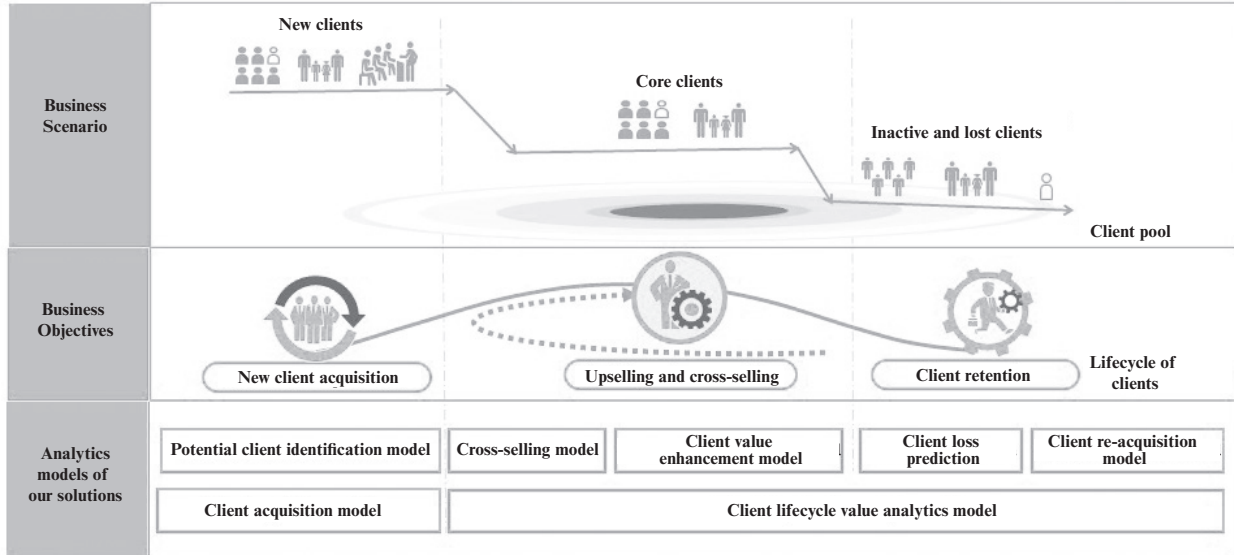 Business
Scenario
New clients
Core clients
Inactive and lost clients
Client pool
Business
Objectives
New client acquisition
Upselling and cross-selling
Client retention
Lifecycle of
clients
Analytics
models of
our solutions
Potential client identification model
Cross-selling model
Client value
enhancement model
Client loss
prediction
Client re-acquisition
model
Client acquisition model
Client lifecycle value analytics model